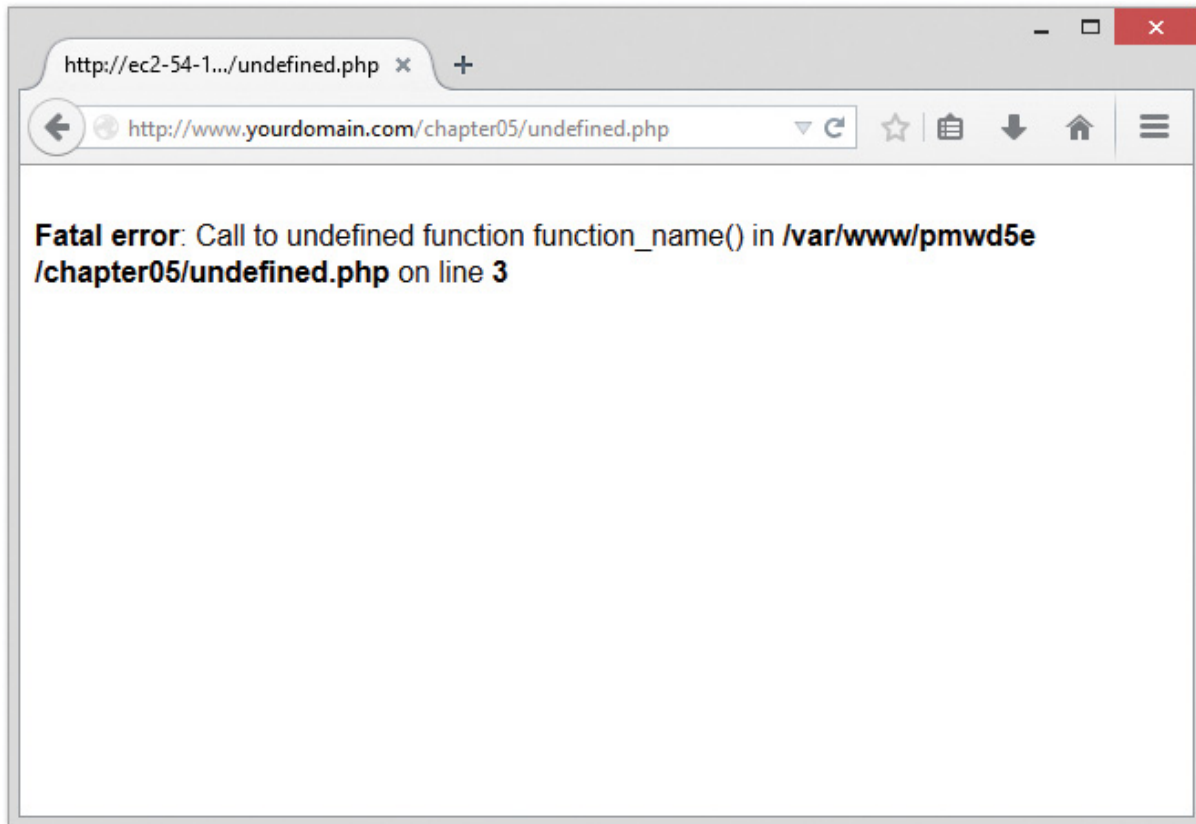 http://ec2-54-1.../undefined.php
http://www.yourdomain.com/chapter05/undefined.php
Fatal error: Call to undefined function function_name() in /var/www/pmwd5e
/chapter05/undefined.php on line 3